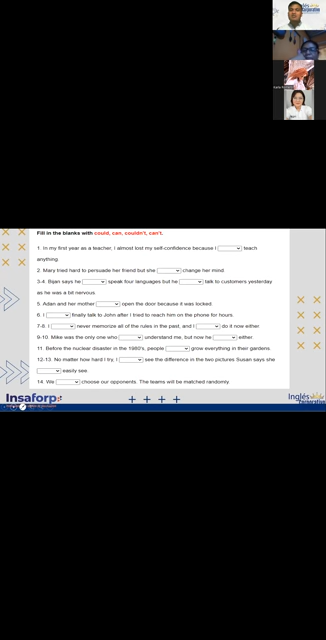 Inglés
Corporativo
Fill in the blanks with could, can, couldn't, can't.
1. In my first year as a teacher, I almost lost my self-confidence because I teach
anything.
2. Mary tried hard to persuade her friend but she change her mind
3-4. Bijan says he speak four languages but he talk to customers yesterday
as he was a bit nervous.
5. Adan and her mother open the door because it was locked.
6. I finally talk to John after I tried to reach him on the phone for hours.
7-8. I never memorize all of the rules in the past, and I do it now either
9-10. Mike was the only one who understand me, but now he either
11. Before the nuclear disaster in the 1980's, people grow everything in their gardens.
12-13. No matter how hard I try, I see the difference in the two pictures Susan says she
easily see.
14. We choose our opponents. The teams will be matched randomly.
Insaforp
Inglés
Corporativo